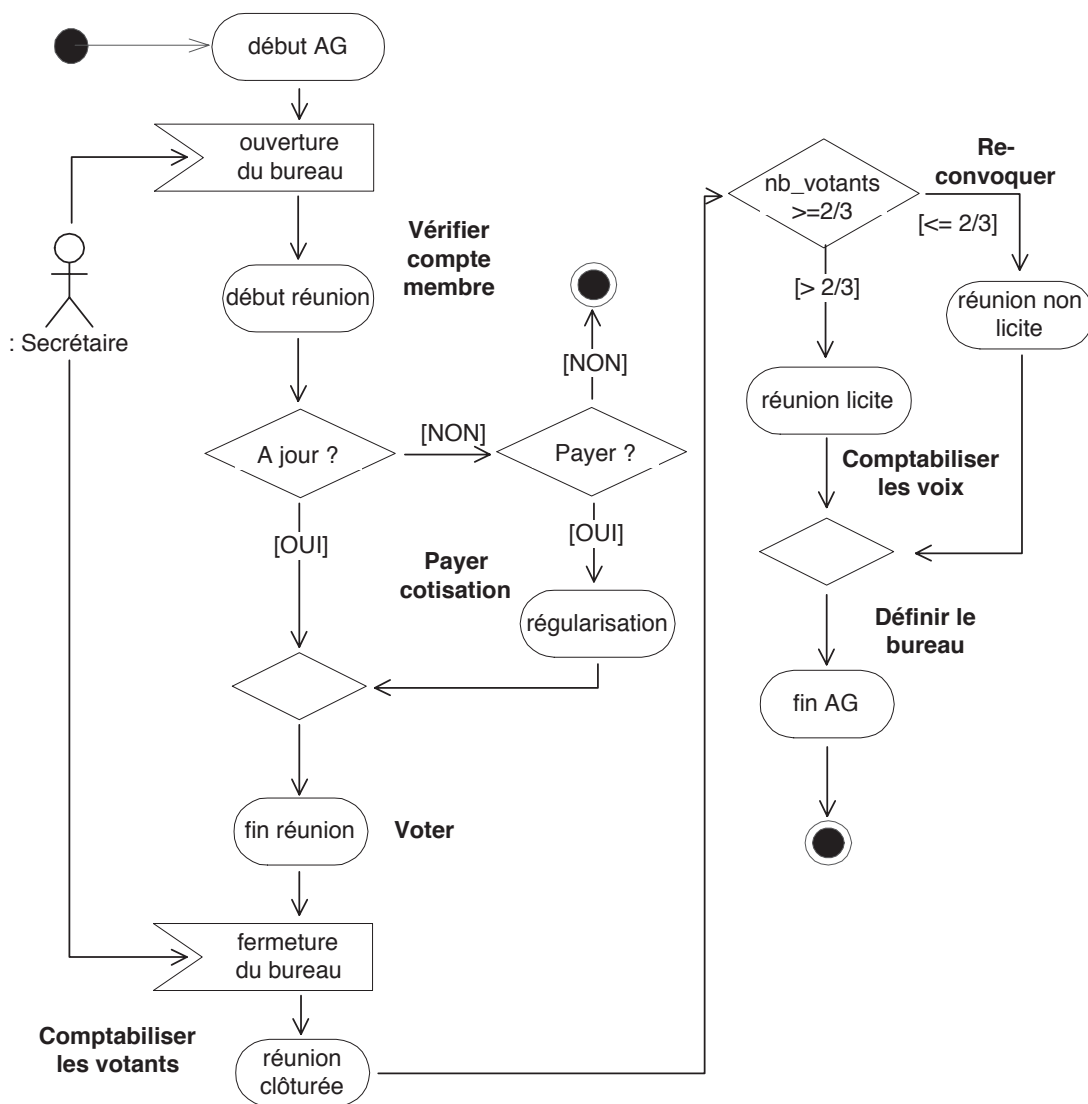 début AG
ouverture
du bureau
: Secrétaire
Vérifier
compte
membre
début réunion
A jour ?
[NON]
Payer ?
[NON]
[OUI]
[OUI]
Payer
cotisation
régularisation
fin réunion
Voter
fermeture
du bureau
Comptabiliser
les votants
réunion
clôturée
nb_votants
>=2/3
Re-
convoquer
[<= 2/3]
[> 2/3]
réunion non
licite
réunion licite
Comptabiliser
les voix
Définir le
bureau
fin AG